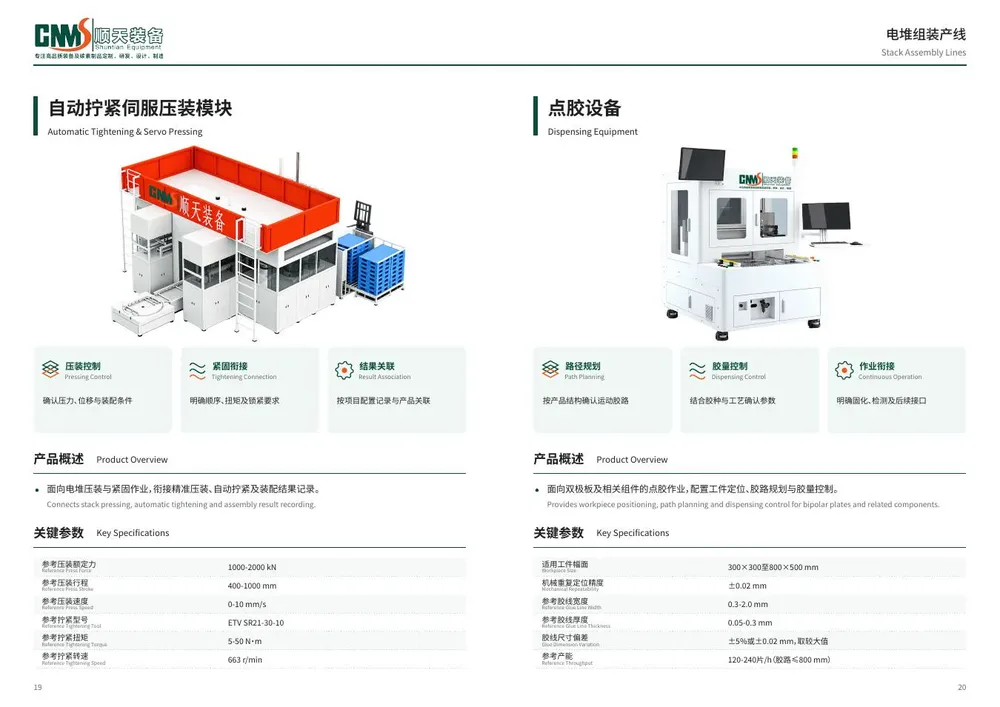 CNMS 顺天装备
Shuntian Equipment
专注高品质装备及碳素制品定制、研发、设计、制造
电堆组装产线
Stack Assembly Lines
自动拧紧伺服压装模块
Automatic Tightening & Servo Pressing
CNMS 顺天装备
压装控制
Pressing Control
确认压力、位移与装配条件
紧固衔接
Tightening Connection
明确顺序、扭矩及锁紧要求
结果关联
Result Association
按项目配置记录与产品关联
产品概述 Product Overview
• 面向电堆压装与紧固作业，衔接精准压装、自动拧紧及装配结果记录。
Connects stack pressing, automatic tightening and assembly result recording.
关键参数 Key Specifications
参考压装额定力 1000-2000 kN
Reference Press Force
参考压装行程 400-1000 mm
Reference Press Stroke
参考压装速度 0-10 mm/s
Reference Press Speed
参考拧紧型号 ETV SR21-30-10
Reference Tightening Tool
参考拧紧扭矩 5-50 N·m
Reference Tightening Torque
参考拧紧转速 663 r/min
Reference Tightening Speed
19
点胶设备
Dispensing Equipment
CNMS 顺天装备
路径规划
Path Planning
按产品结构确认运动胶路
胶量控制
Dispensing Control
结合胶种与工艺确认参数
作业衔接
Continuous Operation
明确固化、检测及后续接口
产品概述 Product Overview
• 面向双极板及相关组件的点胶作业，配置工件定位、胶路规划与胶量控制。
Provides workpiece positioning, path planning and dispensing control for bipolar plates and related components.
关键参数 Key Specifications
适用工件幅面 300×300至800×500 mm
Workpiece Size
机械重复定位精度 ±0.02 mm
Mechanical Repeatability
参考胶线宽度 0.3-2.0 mm
Reference Glue Line Width
参考胶线厚度 0.05-0.3 mm
Reference Glue Line Thickness
胶线尺寸偏差 ±5%或±0.02 mm，取较大值
Glue Dimension Variation
参考产能 120-240片/h（胶路≤800 mm）
Reference Throughput
20